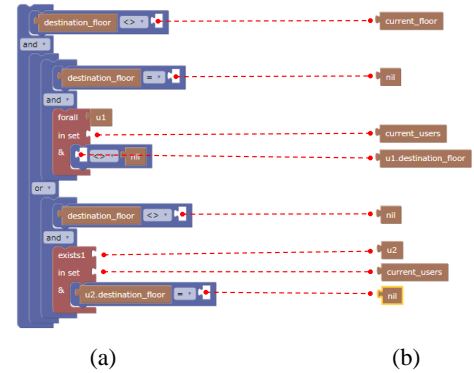 destination_floor <> current_floor
and
destination_floor = nil
and
forall u1
in set current_users
& <> nil u1.destination_floor
or
destination_floor <> nil
and
exists1 u2
in set current_users
& u2.destination_floor = nil
(a) (b)